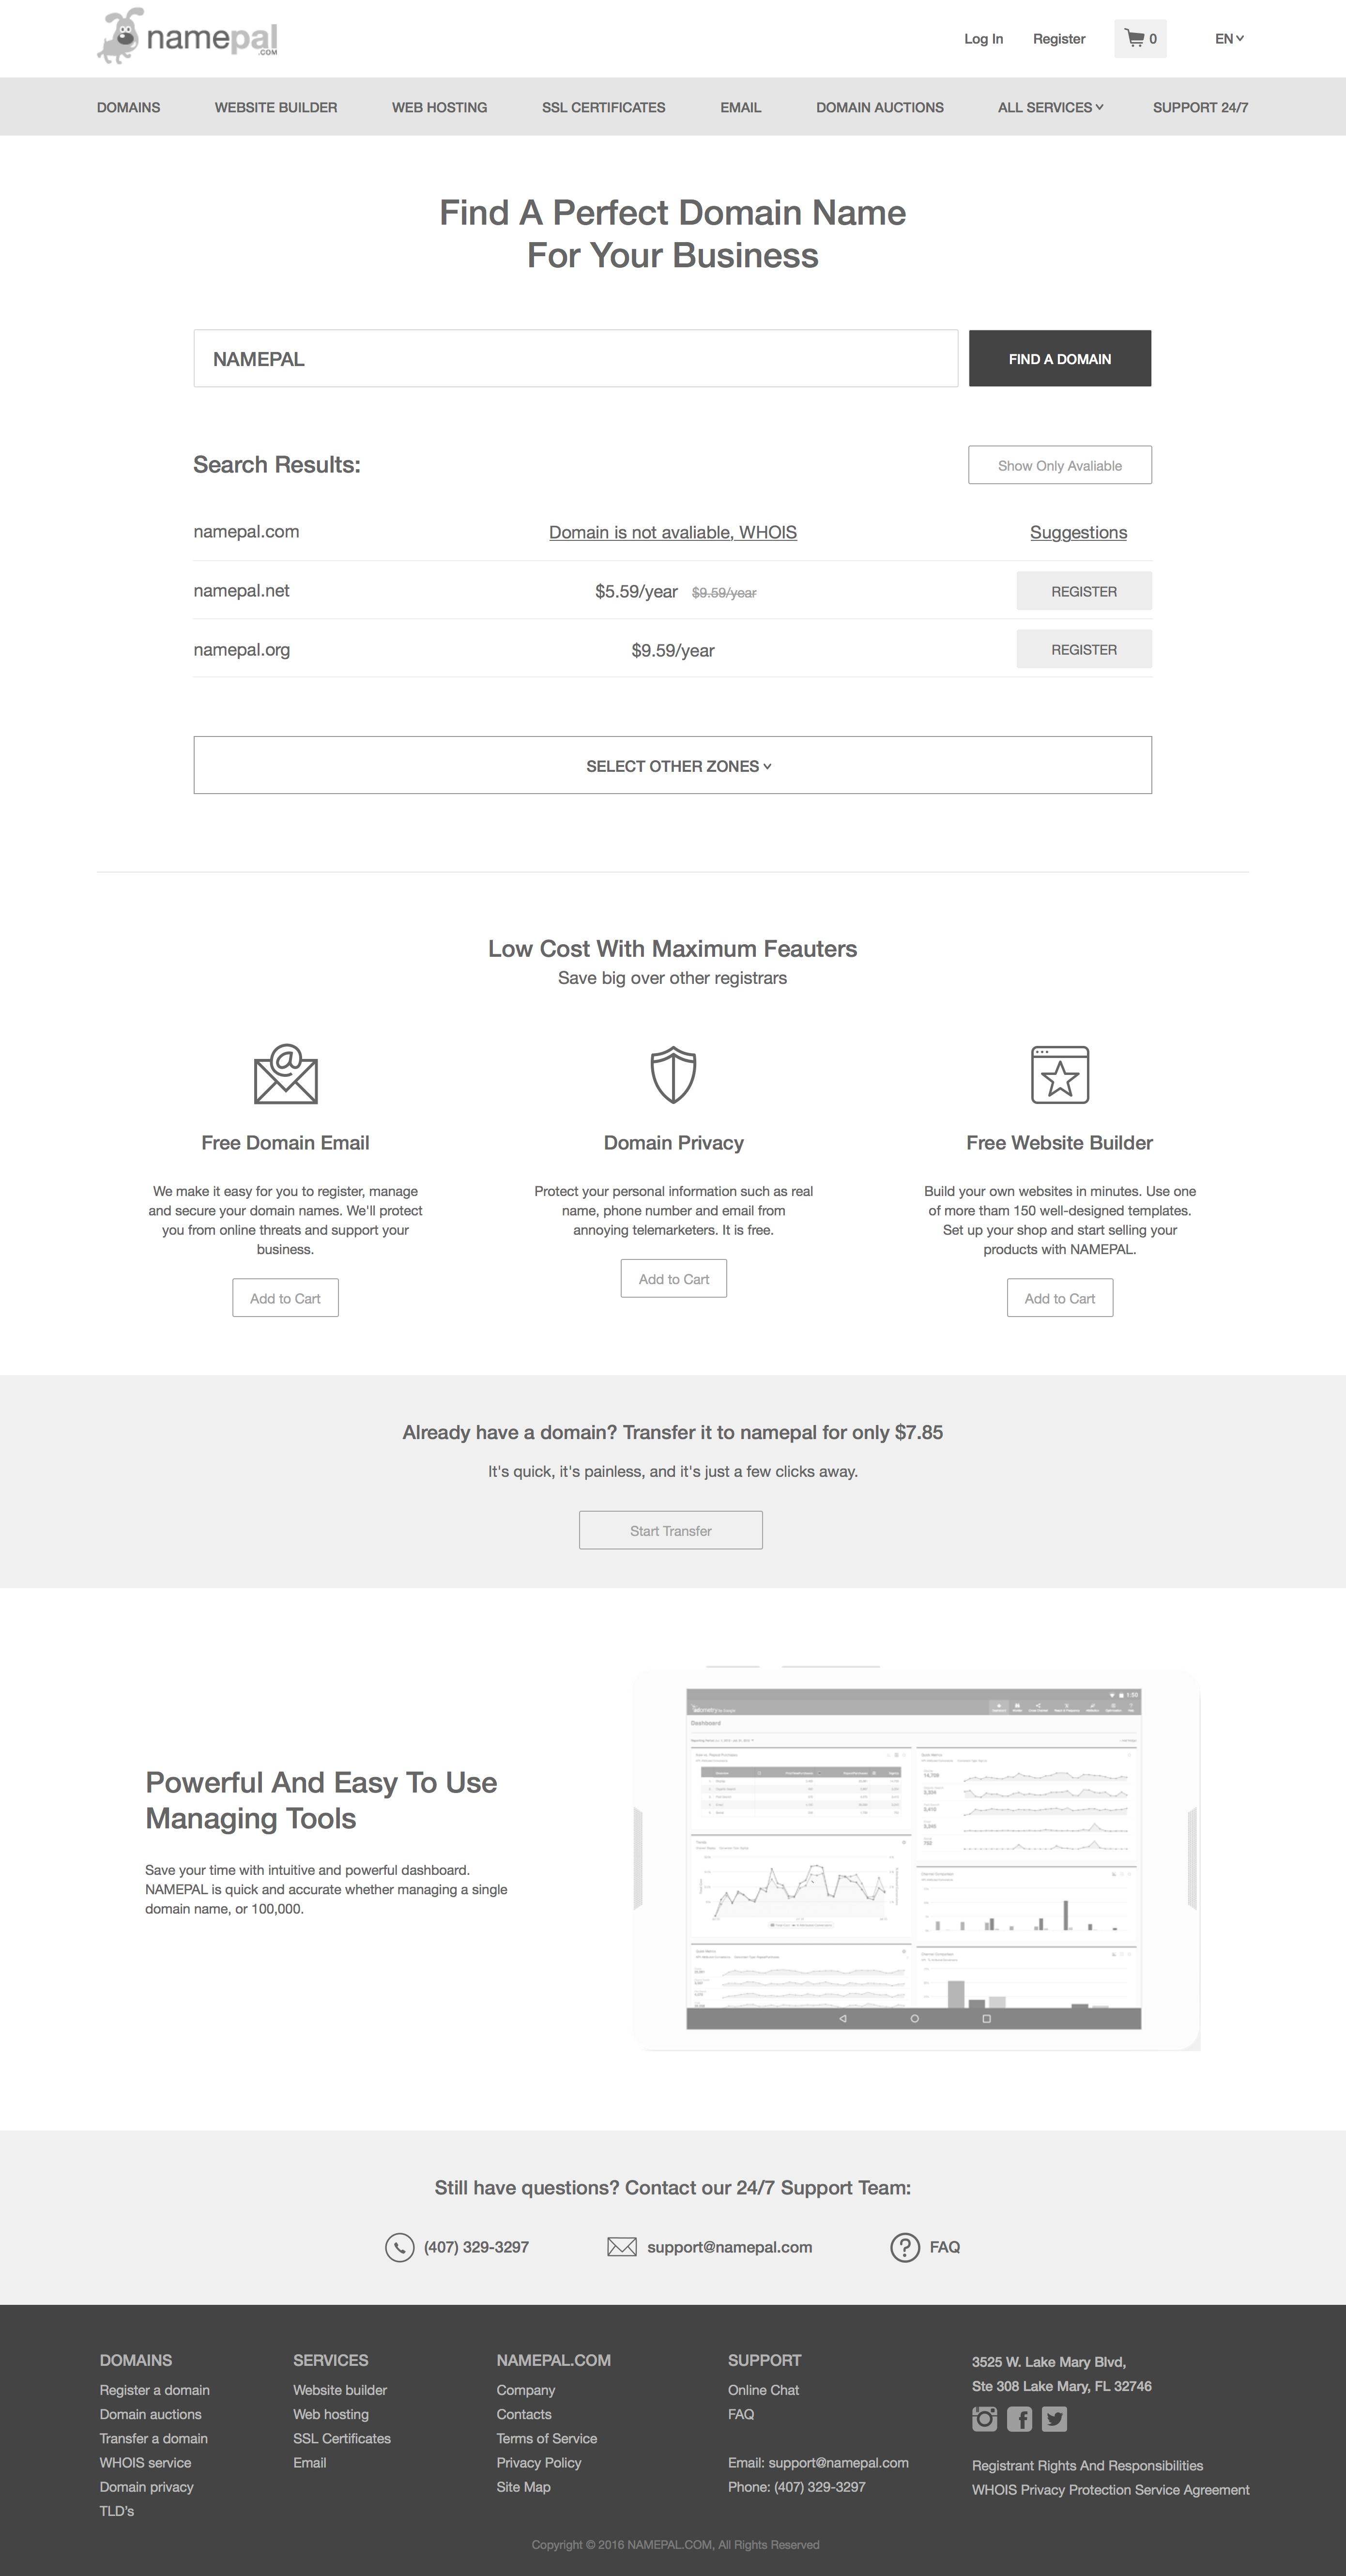 namepal
.COM
Log In
Register
0
EN
DOMAINS
WEBSITE BUILDER
WEB HOSTING
SSL CERTIFICATES
EMAIL
DOMAIN AUCTIONS
ALL SERVICES
SUPPORT 24/7
Find A Perfect Domain Name
For Your Business
NAMEPAL
FIND A DOMAIN
Search Results:
Show Only Avaliable
namepal.com
Domain is not avaliable, WHOIS
Suggestions
namepal.net
$5.59/year
$9.59/year
REGISTER
namepal.org
$9.59/year
REGISTER
SELECT OTHER ZONES
Low Cost With Maximum Feauters
Save big over other registrars
Free Domain Email
We make it easy for you to register, manage
and secure your domain names. We'll protect
you from online threats and support your
business.
Add to Cart
Domain Privacy
Protect your personal information such as real
name, phone number and email from
annoying telemarketers. It is free.
Add to Cart
Free Website Builder
Build your own websites in minutes. Use one
of more tham 150 well-designed templates.
Set up your shop and start selling your
products with NAMEPAL.
Add to Cart
Already have a domain? Transfer it to namepal for only $7.85
It's quick, it's painless, and it's just a few clicks away.
Start Transfer
Powerful And Easy To Use
Managing Tools
Save your time with intuitive and powerful dashboard.
NAMEPAL is quick and accurate whether managing a single
domain name, or 100,000.
Dashboard
Still have questions? Contact our 24/7 Support Team:
(407) 329-3297
support@namepal.com
FAQ
DOMAINS
Register a domain
Domain auctions
Transfer a domain
WHOIS service
Domain privacy
TLD's
SERVICES
Website builder
Web hosting
SSL Certificates
Email
NAMEPAL.COM
Company
Contacts
Terms of Service
Privacy Policy
Site Map
SUPPORT
Online Chat
FAQ
Email: support@namepal.com
Phone: (407) 329-3297
3525 W. Lake Mary Blvd,
Ste 308 Lake Mary, FL 32746
Registrant Rights And Responsibilities
WHOIS Privacy Protection Service Agreement
Copyright © 2016 NAMEPAL.COM, All Rights Reserved